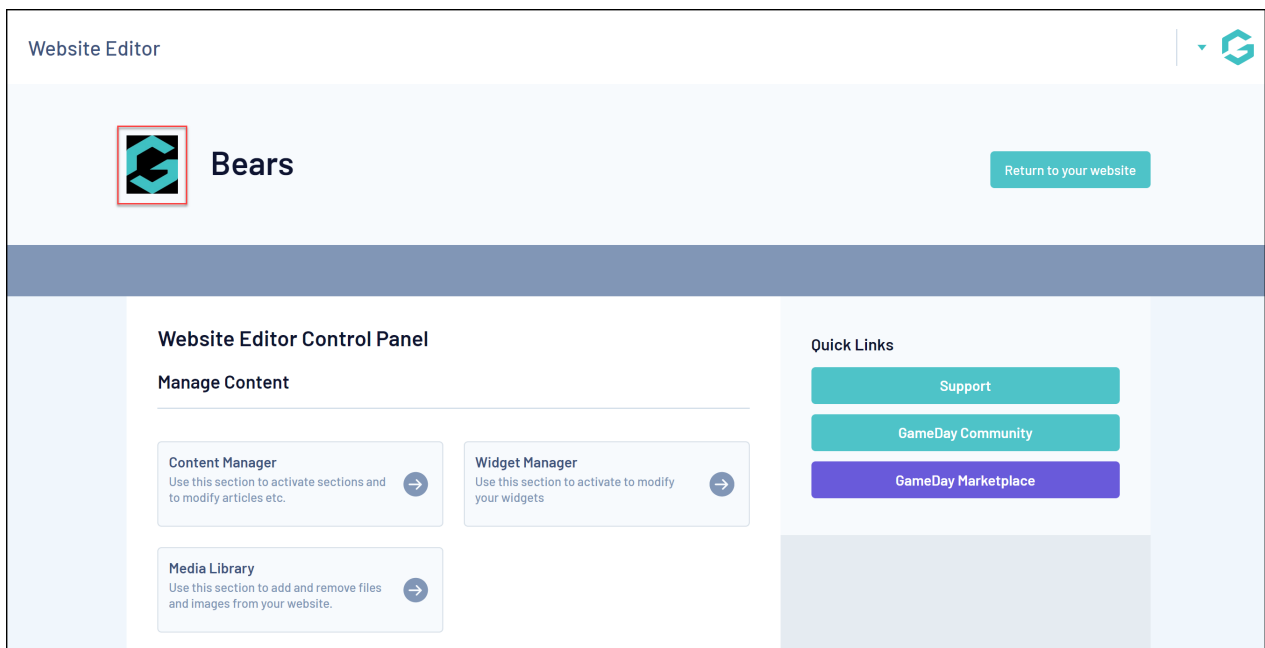 Website Editor
Bears
Return to your website
Website Editor Control Panel
Manage Content
Content Manager
Use this section to activate sections and
to modify articles etc.
Widget Manager
Use this section to activate to modify
your widgets
Media Library
Use this section to add and remove files
and images from your website.
Quick Links
Support
GameDay Community
GameDay Marketplace